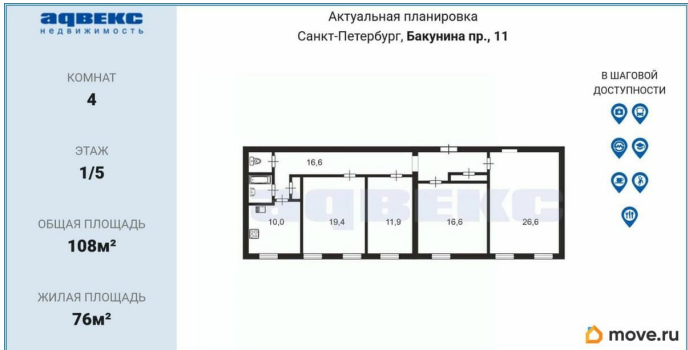 адвекс
недвижимость
КОМНАТ
4
ЭТАЖ
1/5
ОБЩАЯ ПЛОЩАДЬ
108м²
ЖИЛАЯ ПЛОЩАДЬ
76м²
Актуальная планировка
Санкт-Петербург, Бакунина пр., 11
16,6
10,0
19,4
11,9
16,6
26,6
адвекс
В ШАГОВОЙ
ДОСТУПНОСТИ
move.ru